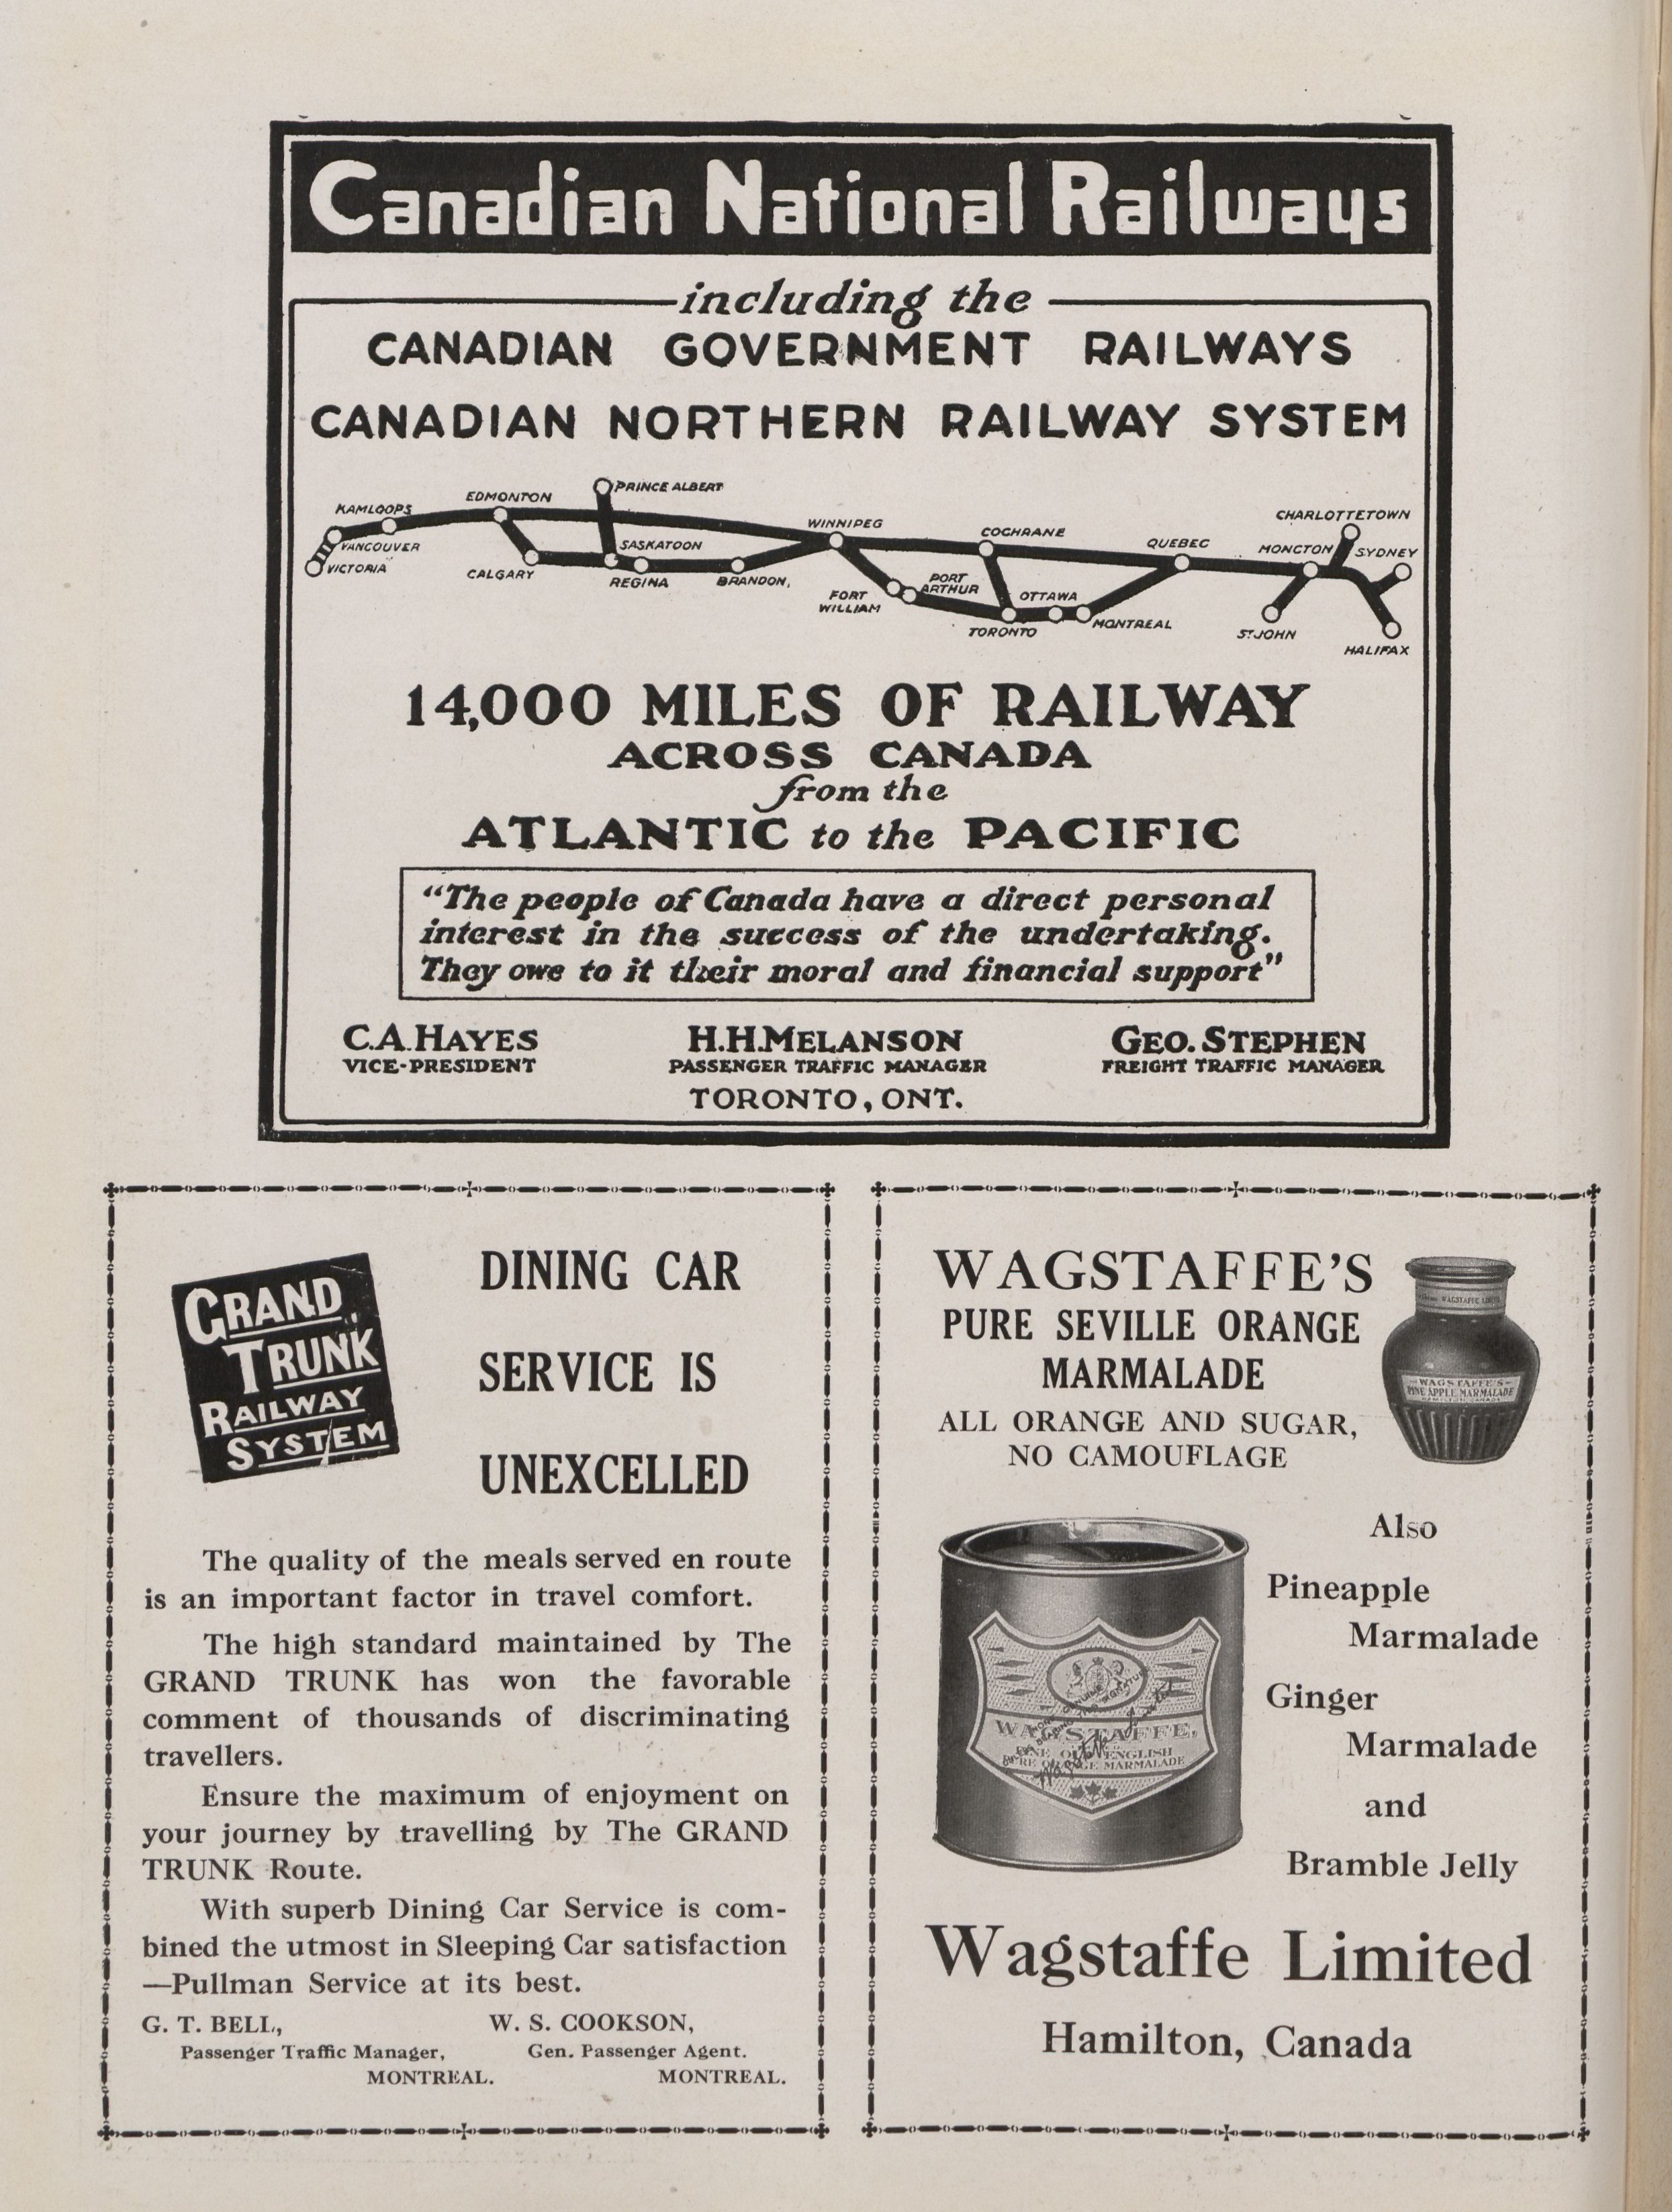 Canadian National Railways
including the
CANADIAN GOVERNMENT RAILWAYS
CANADIAN NORTHERN RAILWAY SYSTEM
KAMLOOPS
VANCOUVER
VICTORIA
EDMONTON
CALGARY
PRINCE ALBERT
SASKATOON
REGINA
BRANDON,
WINNIPEG
FORT
WILLIAM
PORT
ARTHUR
COCHRANE
OTTAWA
TORONTO
MONTREAL
QUEBEC
CHARLOTTETOWN
MONCTON
SYDNEY
ST. JOHN
HALIFAX
14,000 MILES OF RAILWAY
ACROSS CANADA
from the
ATLANTIC to the PACIFIC
“The people of Canada have a direct personal
interest in the success of the undertaking.
They owe to it their moral and financial support”
C.A. HAYES
VICE-PRESIDENT
H.H. MELANSON
PASSENGER TRAFFIC MANAGER
GEO. STEPHEN
FREIGHT TRAFFIC MANAGER
TORONTO, ONT.
GRAND
TRUNK
RAILWAY
SYSTEM
DINING CAR
SERVICE IS
UNEXCELLED
The quality of the meals served en route
is an important factor in travel comfort.
The high standard maintained by The
GRAND TRUNK has won the favorable
comment of thousands of discriminating
travellers.
Ensure the maximum of enjoyment on
your journey by travelling by The GRAND
TRUNK Route.
With superb Dining Car Service is com-
bined the utmost in Sleeping Car satisfaction
—Pullman Service at its best.
G. T. BELL,
Passenger Traffic Manager,
MONTREAL.
W. S. COOKSON,
Gen. Passenger Agent.
MONTREAL.
WAGSTAFFE’S
PURE SEVILLE ORANGE
MARMALADE
ALL ORANGE AND SUGAR,
NO CAMOUFLAGE
WAGSTAFFE'S
PINE APPLE MARMALADE
Also
Pineapple
Marmalade
Ginger
Marmalade
and
Bramble Jelly
WAGSTAFFE,
ENGLISH
MARMALADE
Wagstaffe Limited
Hamilton, Canada